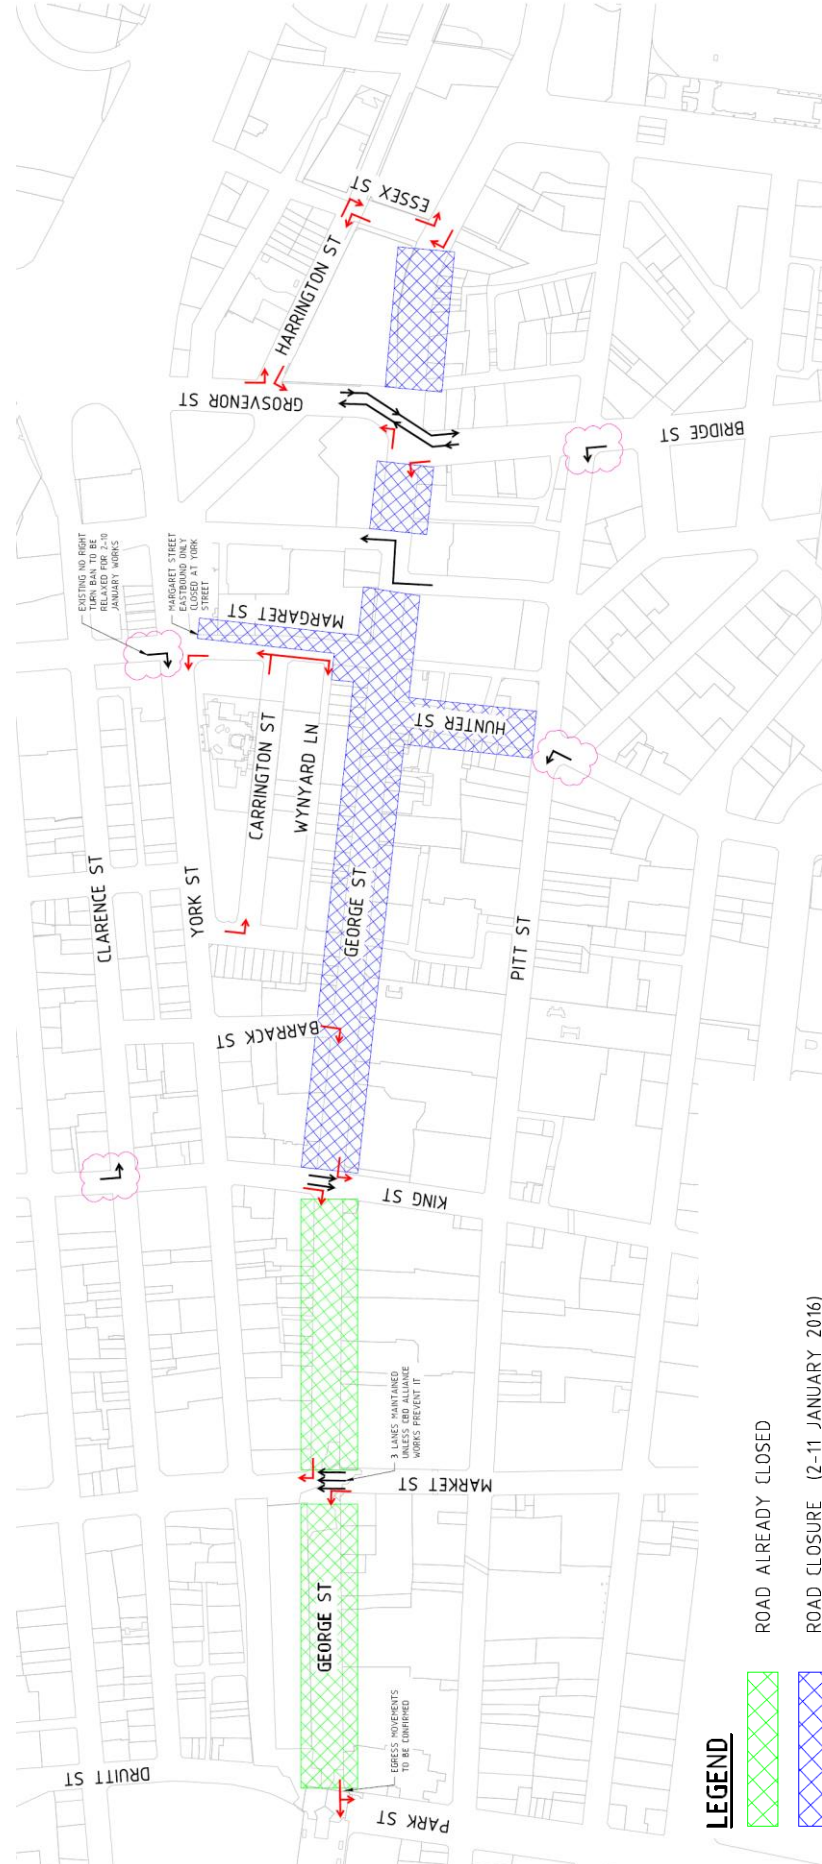 ESSEX ST
HARRINGTON ST
GROSVENOR ST
BRIDGE ST
EXISTING NO RIGHT
TURN BAN TO BE
RELAXED FOR 2-10
JANUARY WORKS
MARGARET STREET
EASTBOUND ONLY
CLOSED AT YORK
STREET
MARGARET ST
HUNTER ST
CARRINGTON ST
WYNYARD LN
CLARENCE ST
YORK ST
GEORGE ST
PITT ST
BARRACK ST
KING ST
3 LANES MAINTAINED
UNLESS CBD ALLIANCE
WORKS PREVENT IT
MARKET ST
GEORGE ST
EGRESS MOVEMENTS
TO BE CONFIRMED
DRUITT ST
PARK ST
LEGEND
ROAD ALREADY CLOSED
ROAD CLOSURE (2-11 JANUARY 2016)